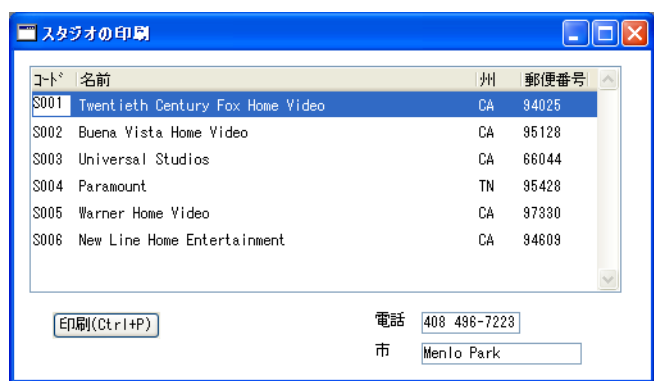 スタジオの印刷
コード 名前 州 郵便番号
S001 Twentieth Century Fox Home Video CA 94025
S002 Buena Vista Home Video CA 95128
S003 Universal Studios CA 66044
S004 Paramount TN 95428
S005 Warner Home Video CA 97330
S006 New Line Home Entertainment CA 94609
印刷(Ctrl+P) 電話 408 496-7223
市 Menlo Park